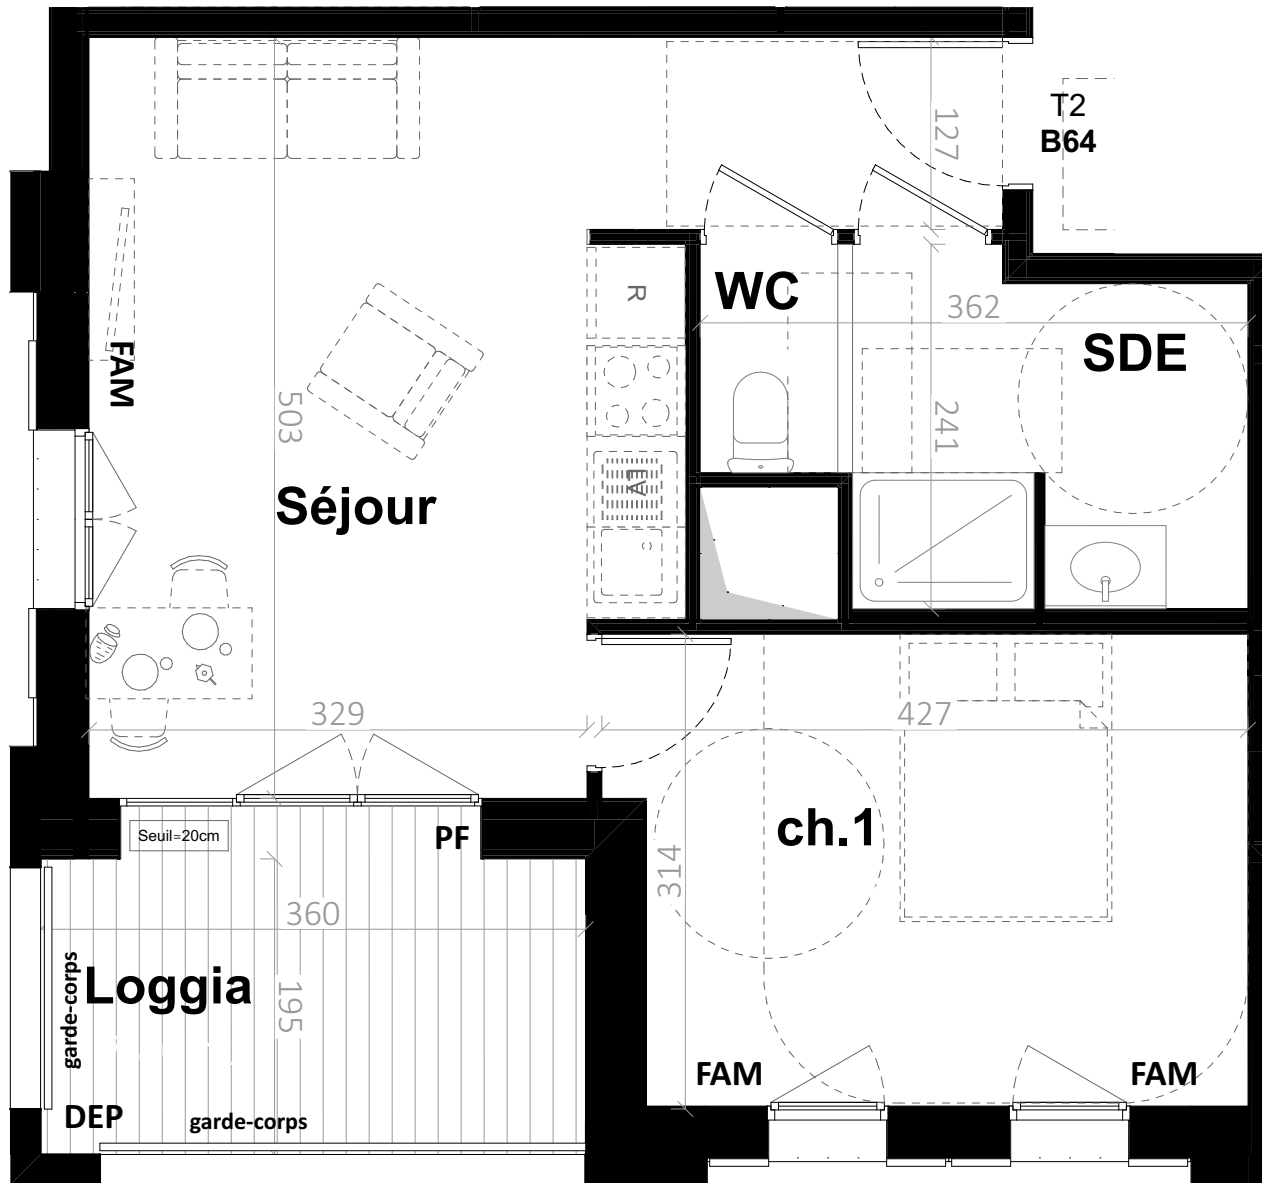 T2
B64
127
WC
R
362
SDE
FAM
503
241
EV
Séjour
329
427
Seuil≈20cm
PF
ch.1
314
360
garde-corps
Loggia
195
FAM
FAM
DEP
garde-corps